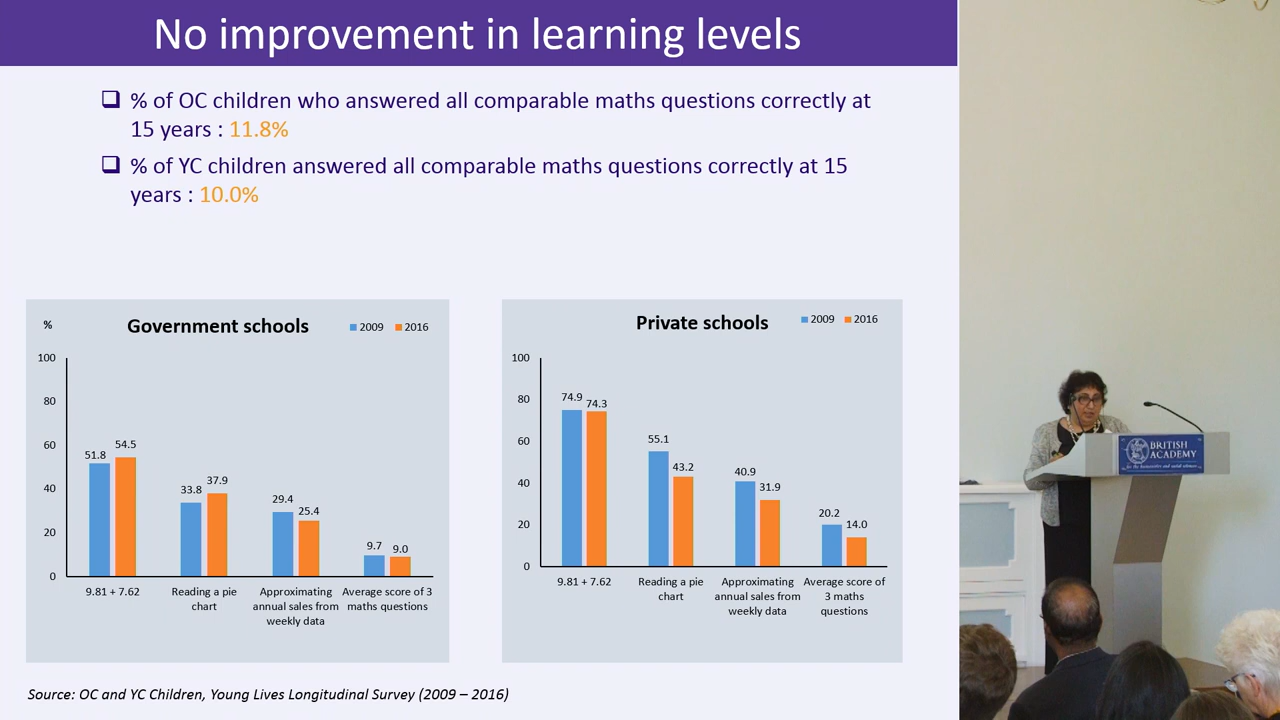 No improvement in learning levels
❑ % of OC children who answered all comparable maths questions correctly at
15 years : 11.8%
❑ % of YC children answered all comparable maths questions correctly at 15
years : 10.0%
%
Government schools
2009 2016
100
80
60
40
20
0
51.8 54.5
33.8 37.9
29.4 25.4
9.7 9.0
9.81 + 7.62
Reading a pie
chart
Approximating
annual sales from
weekly data
Average score of 3
maths questions
Private schools
2009 2016
100
80
60
40
20
0
74.9 74.3
55.1 43.2
40.9 31.9
20.2 14.0
9.81 + 7.62
Reading a pie
chart
Approximating
annual sales from
weekly data
Average score of
3 maths
questions
Source: OC and YC Children, Young Lives Longitudinal Survey (2009 – 2016)
BRITISH
ACADEMY
for the humanities and social sciences